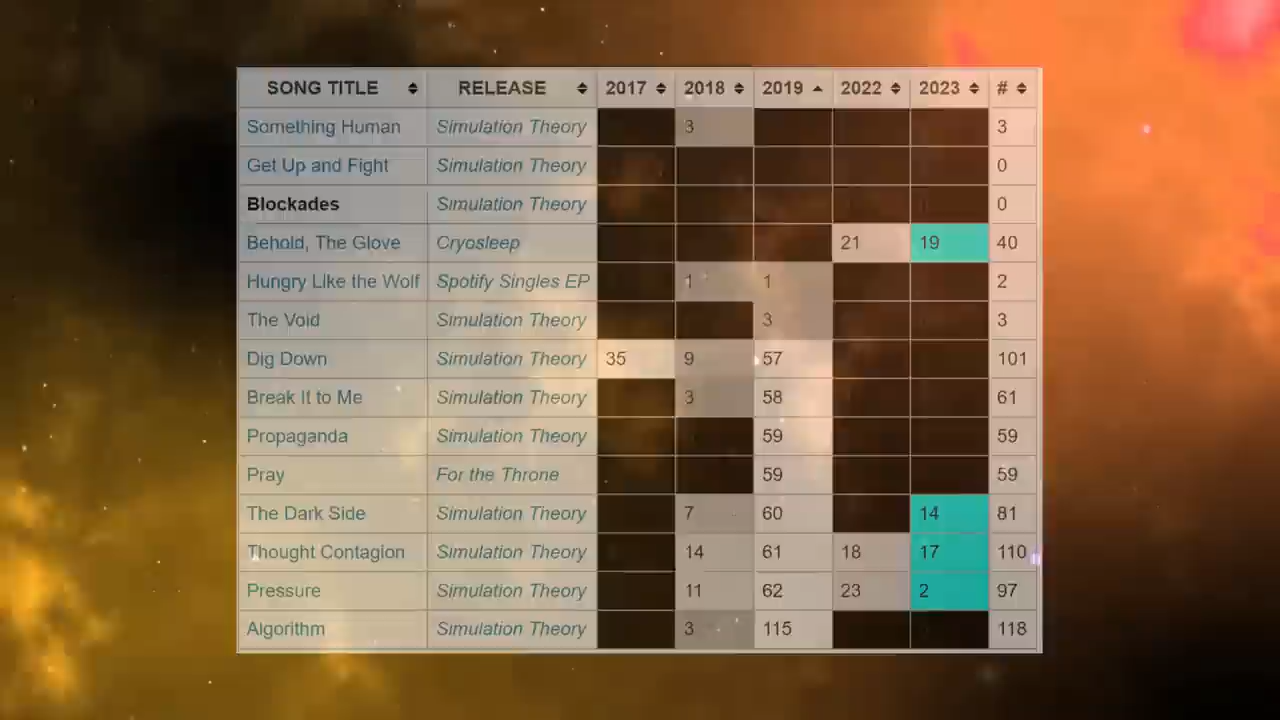 SONG TITLE RELEASE 2017 2018 2019 2022 2023 #
Something Human Simulation Theory 3 3
Get Up and Fight Simulation Theory 0
Blockades Simulation Theory 0
Behold, The Glove Cryosleep 21 19 40
Hungry Like the Wolf Spotify Singles EP 1 1 2
The Void Simulation Theory 3 3
Dig Down Simulation Theory 35 9 57 101
Break It to Me Simulation Theory 3 58 61
Propaganda Simulation Theory 59 59
Pray For the Throne 59 59
The Dark Side Simulation Theory 7 60 14 81
Thought Contagion Simulation Theory 14 61 18 17 110
Pressure Simulation Theory 11 62 23 2 97
Algorithm Simulation Theory 3 115 118